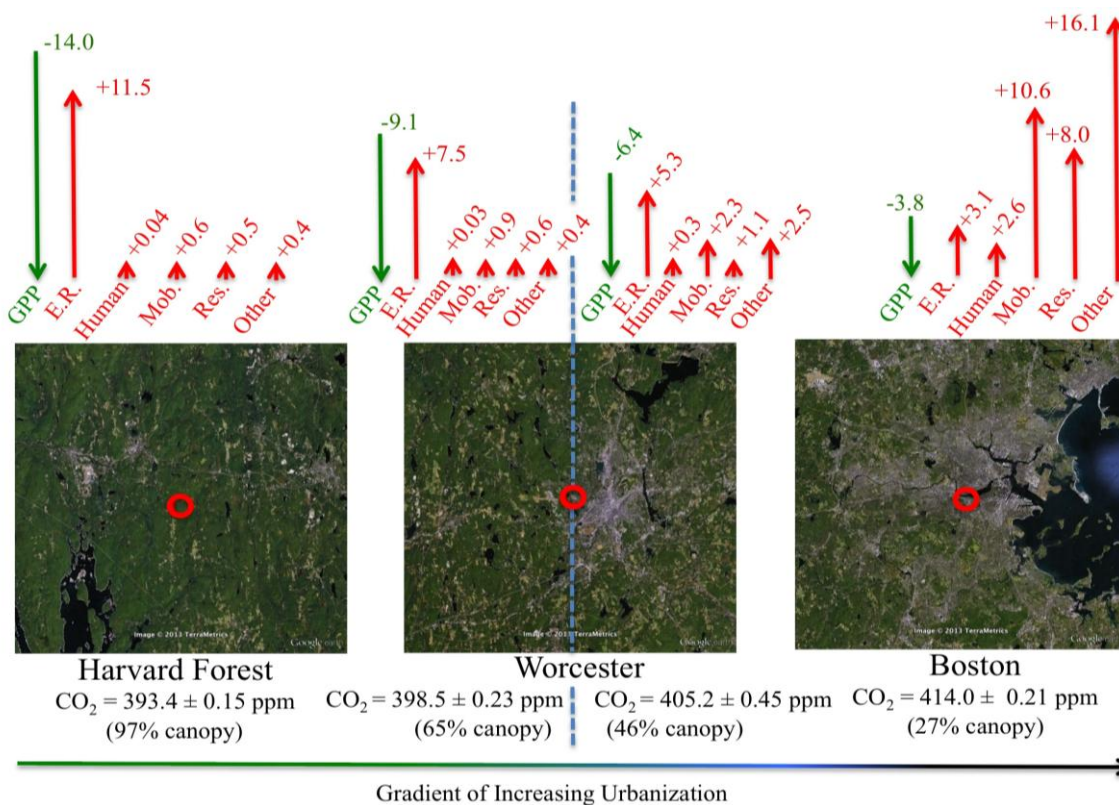 -14.0
+11.5
+0.04
+0.6
+0.5
+0.4
GPP
E.R.
Human
Mob.
Res.
Other
-9.1
+7.5
+0.03
+0.9
+0.6
+0.4
GPP
E.R.
Human
Mob.
Res.
Other
-6.4
+5.3
+0.3
+2.3
+1.1
+2.5
GPP
E.R.
Human
Mob.
Res.
Other
-3.8
+3.1
+2.6
+10.6
+8.0
+16.1
GPP
E.R.
Human
Mob.
Res.
Other
Image © 2013 TerraMetrics
Google
Image © 2013 TerraMetrics
Google
Image © 2013 TerraMetrics
Google
Harvard Forest
CO₂ = 393.4 ± 0.15 ppm
(97% canopy)
Worcester
CO₂ = 398.5 ± 0.23 ppm
(65% canopy)
CO₂ = 405.2 ± 0.45 ppm
(46% canopy)
Boston
CO₂ = 414.0 ± 0.21 ppm
(27% canopy)
Gradient of Increasing Urbanization